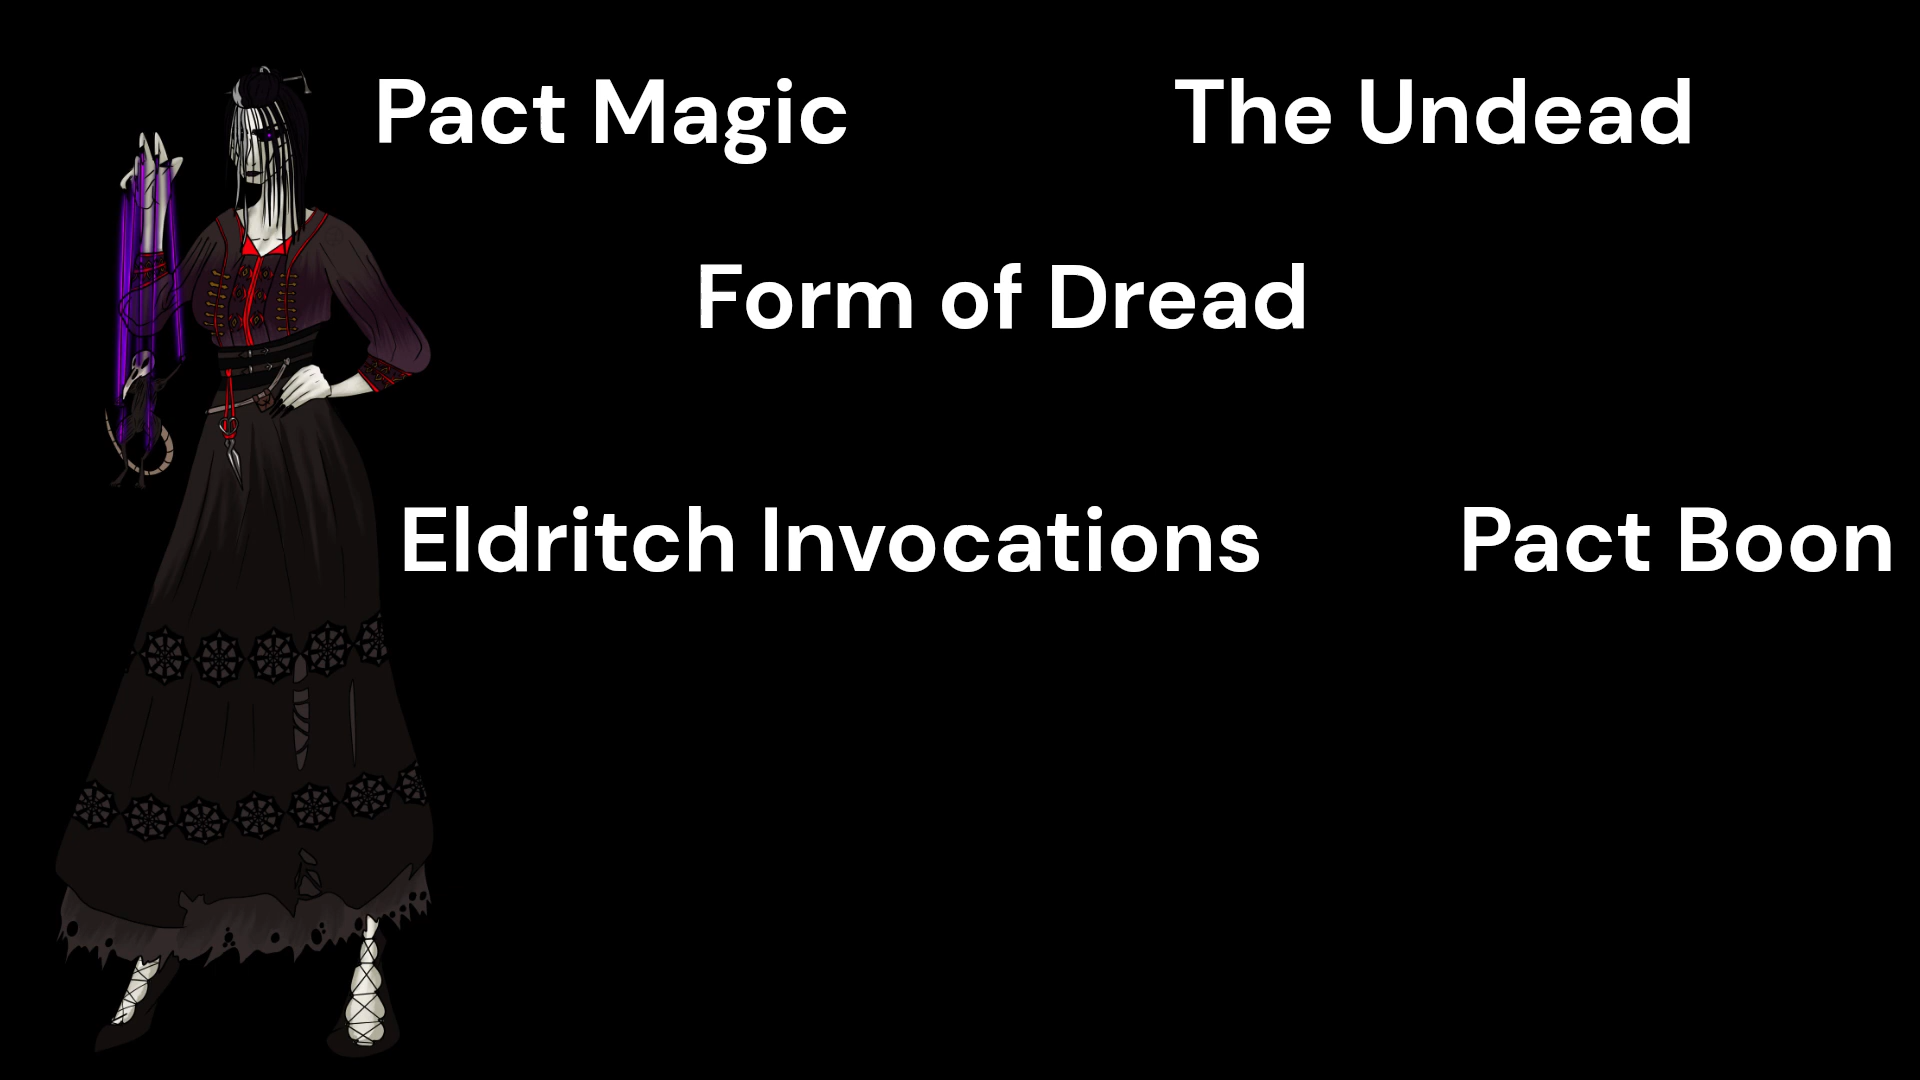 Pact Magic
The Undead
Form of Dread
Eldritch Invocations
Pact Boon